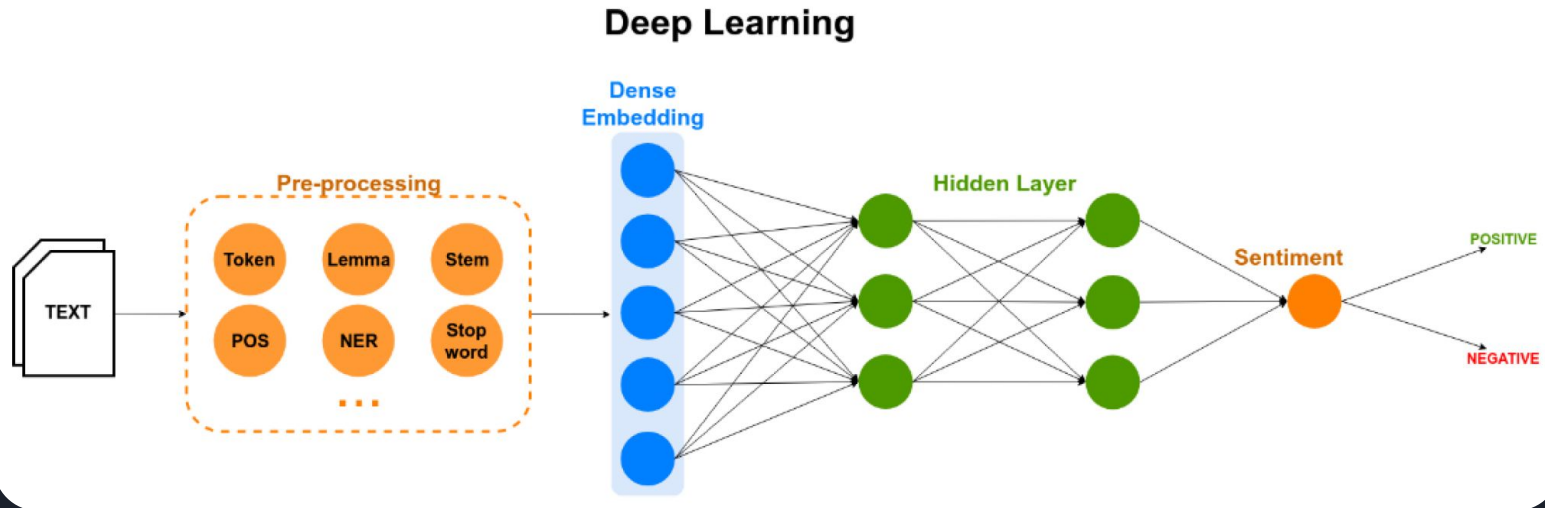 Deep Learning
Dense
Embedding
Pre-processing
Hidden Layer
Token
Lemma
Stem
TEXT
POS
NER
Stop
word
...
Sentiment
POSITIVE
NEGATIVE